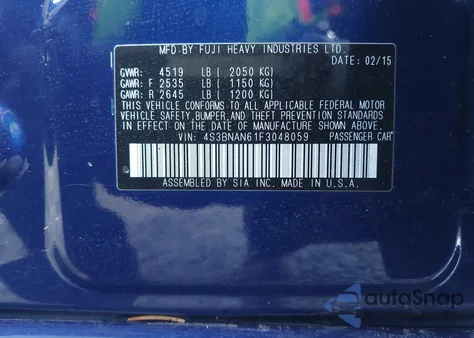 MFD.BY FUJI HEAVY INDUSTRIES LTD.
DATE: 02/15
GVWR: 4519 LB ( 2050 KG)
GAWR: F 2535 LB ( 1150 KG)
GAWR: R 2645 LB ( 1200 KG)
THIS VEHICLE CONFORMS TO ALL APPLICABLE FEDERAL MOTOR
VEHICLE SAFETY, BUMPER, AND THEFT PREVENTION STANDARDS IN
EFFECT ON THE DATE OF MANUFACTURE SHOWN ABOVE.
VIN: 4S3BNAN61F3048059 PASSENGER CAR
ASSEMBLED BY SIA INC. MADE IN U.S.A.
autoSnap